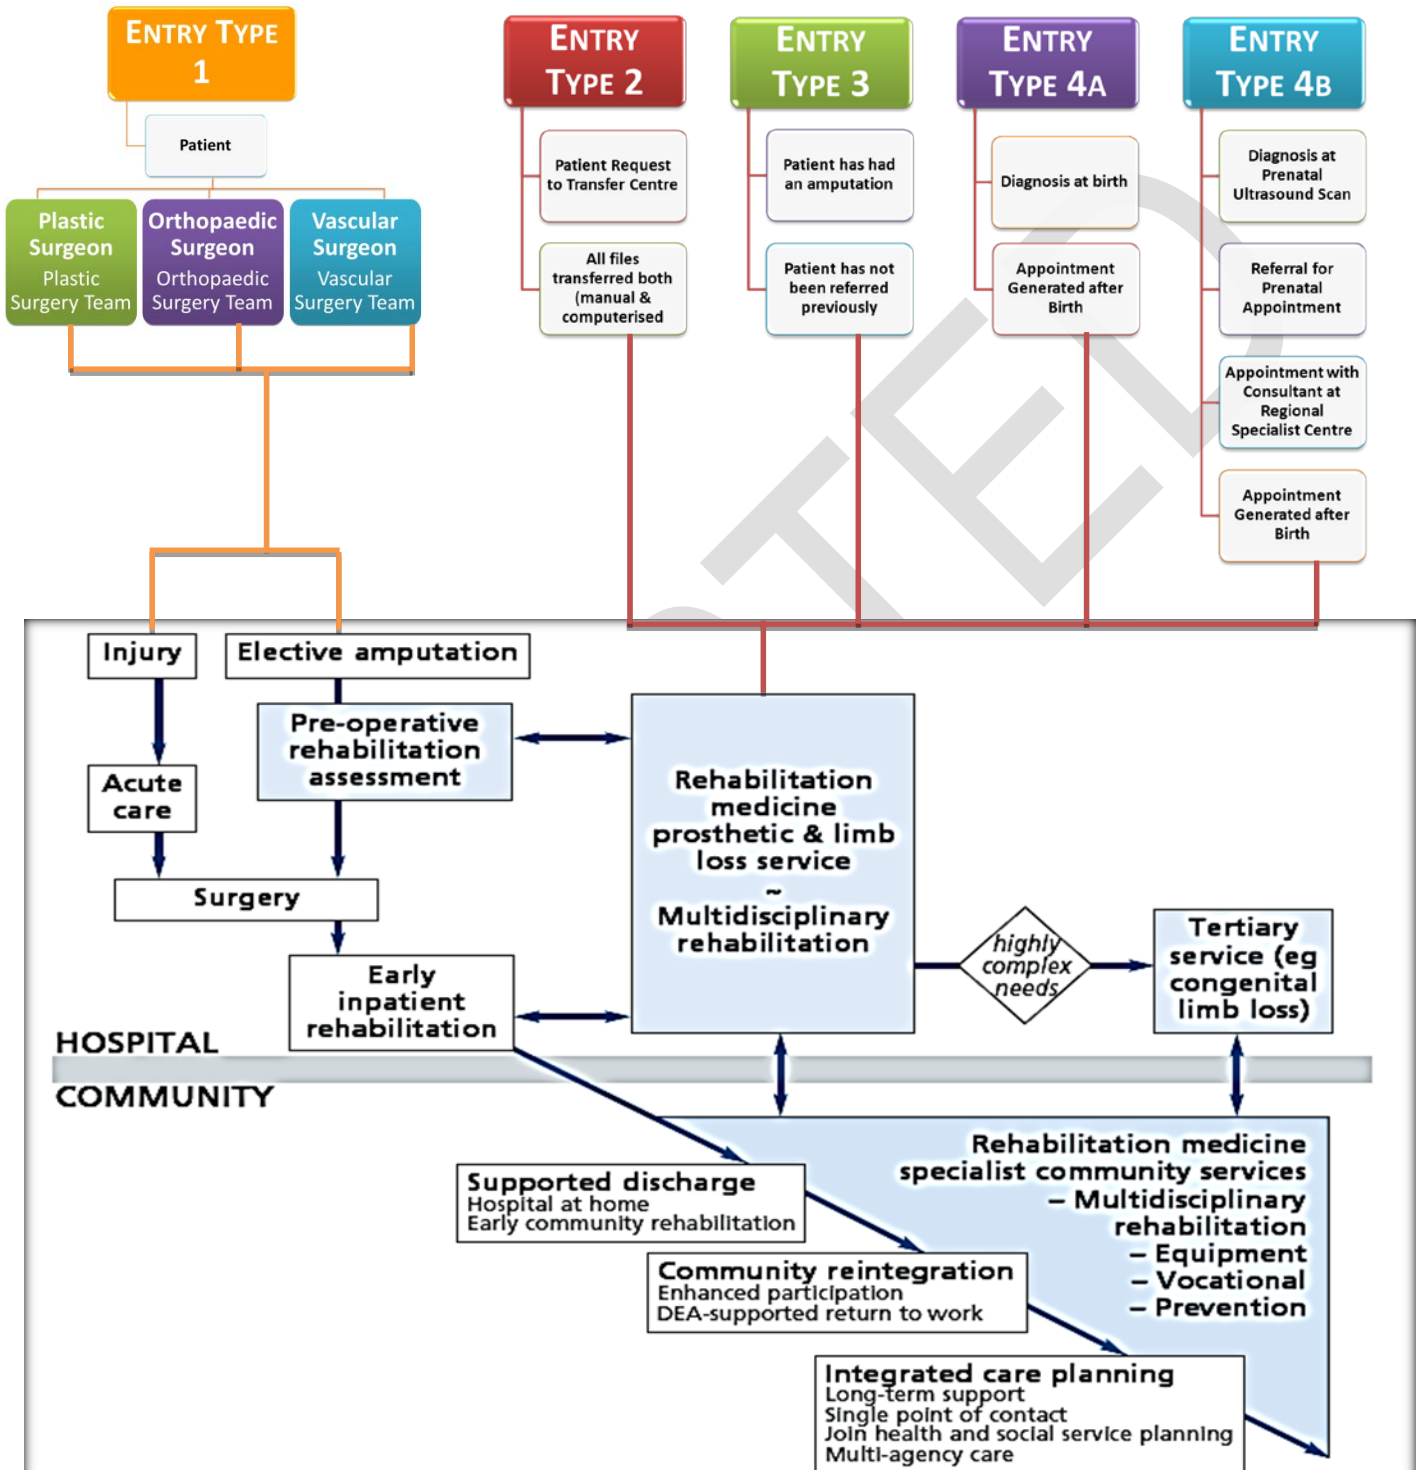 ENTRY TYPE
1
Patient
Plastic
Surgeon
Plastic
Surgery Team
Orthopaedic
Surgeon
Orthopaedic
Surgery Team
Vascular
Surgeon
Vascular
Surgery Team
ENTRY
TYPE 2
Patient Request
to Transfer Centre
All files
transferred both
(manual &
computerised
ENTRY
TYPE 3
Patient has had
an amputation
Patient has not
been referred
previously
ENTRY
TYPE 4A
Diagnosis at birth
Appointment
Generated after
Birth
ENTRY
TYPE 4B
Diagnosis at
Prenatal
Ultrasound Scan
Referral for
Prenatal
Appointment
Appointment with
Consultant at
Regional
Specialist Centre
Appointment
Generated after
Birth
Injury
Elective amputation
Pre-operative
rehabilitation
assessment
Acute
care
Surgery
Early
inpatient
rehabilitation
Rehabilitation
medicine
prosthetic & limb
loss service
~
Multidisciplinary
rehabilitation
highly
complex
needs
Tertiary
service (eg
congenital
limb loss)
HOSPITAL
COMMUNITY
Rehabilitation medicine
specialist community services
– Multidisciplinary
rehabilitation
– Equipment
– Vocational
– Prevention
Supported discharge
Hospital at home
Early community rehabilitation
Community reintegration
Enhanced participation
DEA-supported return to work
Integrated care planning
Long-term support
Single point of contact
Join health and social service planning
Multi-agency care